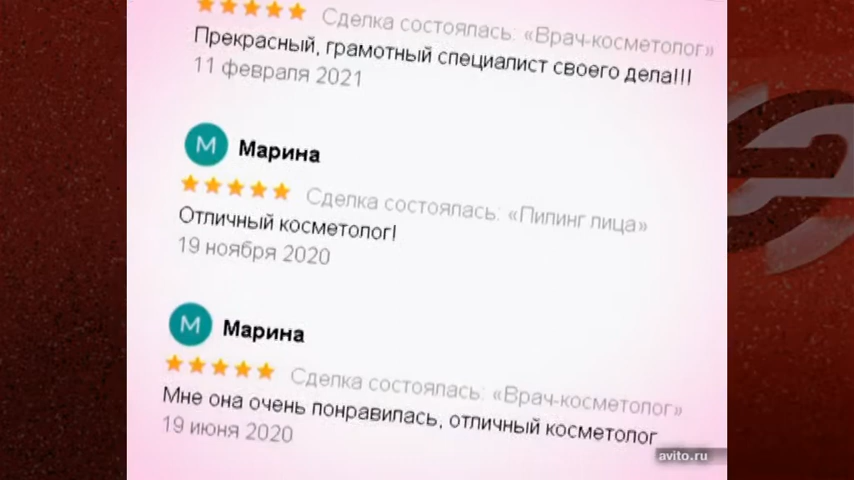 Сделка состоялась: «Врач-косметолог»
Прекрасный, грамотный специалист своего дела!!!
11 февраля 2021
М Марина
Сделка состоялась: «Пилинг лица»
Отличный косметолог!
19 ноября 2020
М Марина
Сделка состоялась: «Врач-косметолог»
Мне она очень понравилась, отличный косметолог
19 июня 2020
avito.ru